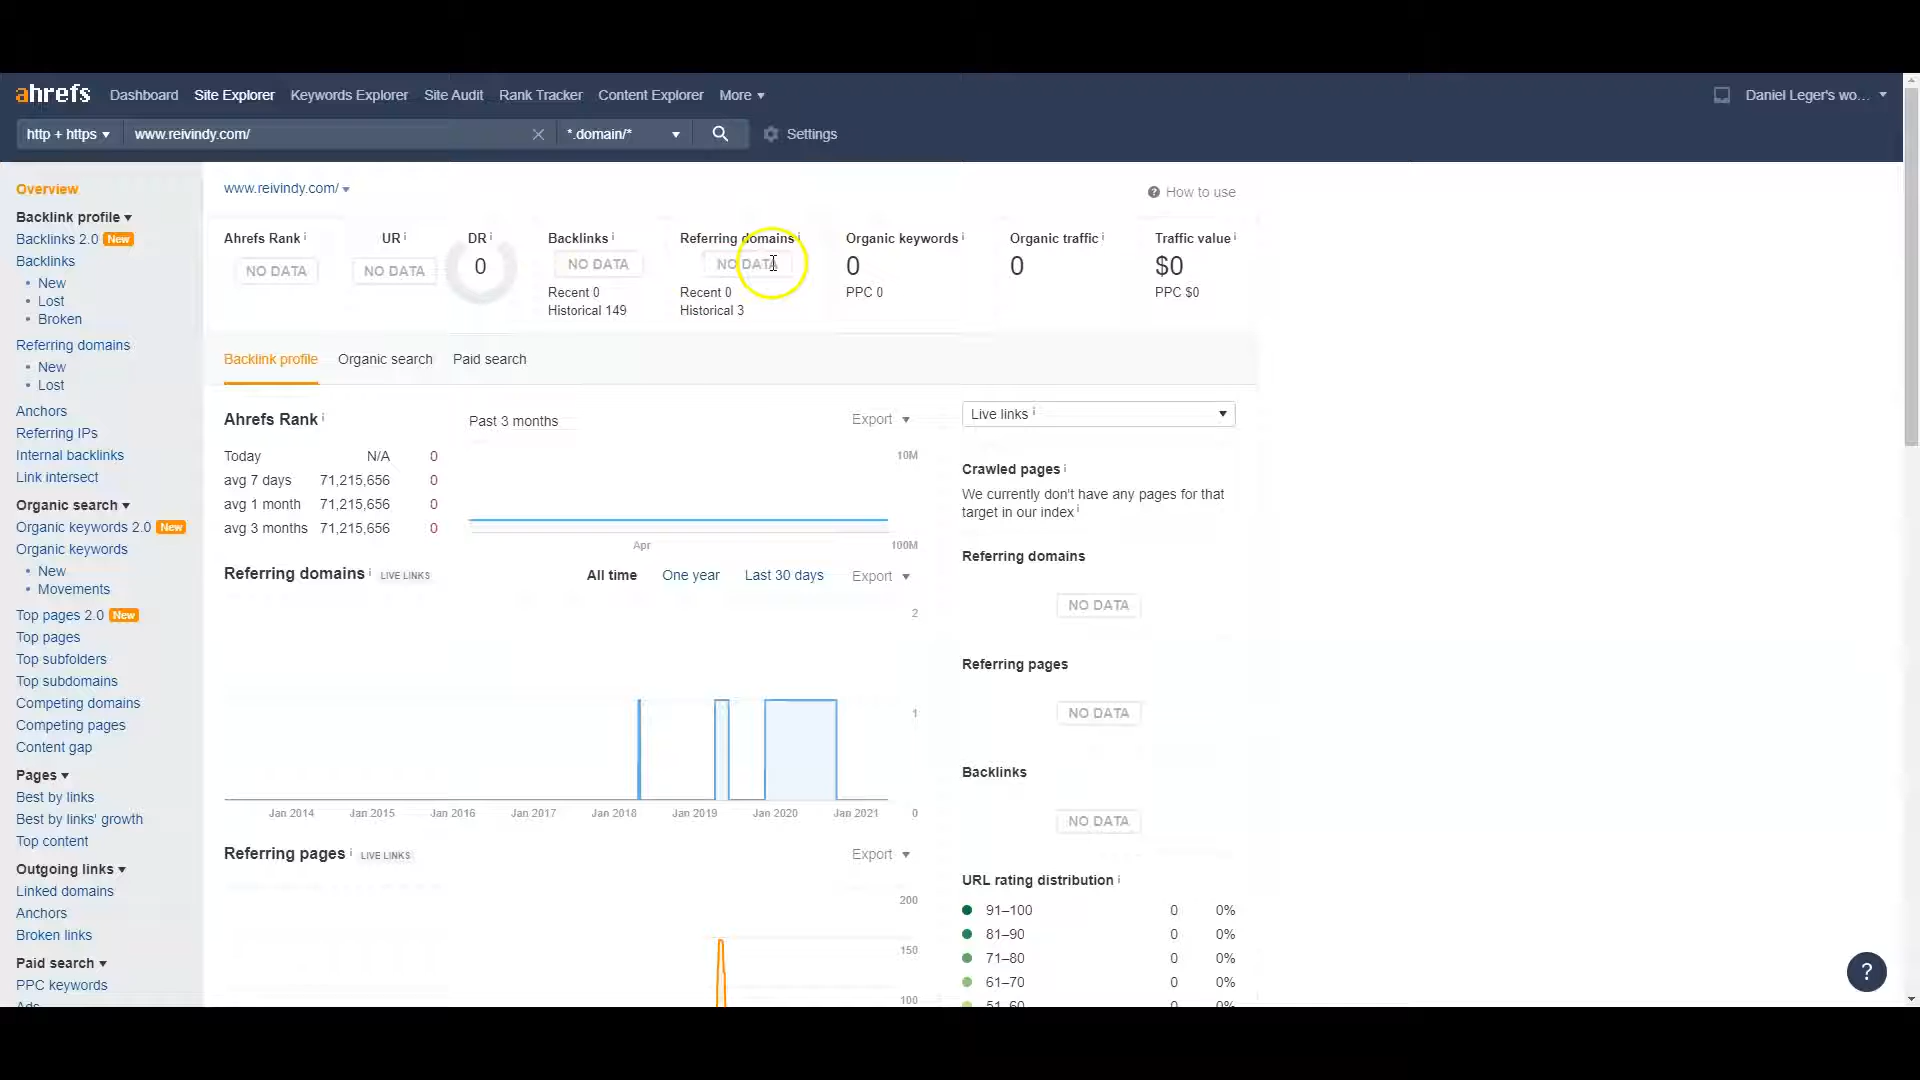 ahrefs Dashboard Site Explorer Keywords Explorer Site Audit Rank Tracker Content Explorer More Daniel Leger's wo...
http + https www.reivindy.com/ *.domain/* Settings
Overview
Backlink profile
Backlinks 2.0 New
Backlinks
New
Lost
Broken
Referring domains
New
Lost
Anchors
Referring IPs
Internal backlinks
Link intersect
Organic search
Organic keywords 2.0 New
Organic keywords
New
Movements
Top pages 2.0 New
Top pages
Top subfolders
Top subdomains
Competing domains
Competing pages
Content gap
Pages
Best by links
Best by links' growth
Top content
Outgoing links
Linked domains
Anchors
Broken links
Paid search
PPC keywords
Ads
www.reivindy.com/
? How to use
Ahrefs Rank i UR i DR i Backlinks i Referring domains i Organic keywords i Organic traffic i Traffic value i
NO DATA NO DATA 0 NO DATA NO DATA 0 0 $0
Recent 0 Recent 0 PPC 0 PPC $0
Historical 149 Historical 3
Backlink profile Organic search Paid search
Ahrefs Rank i Past 3 months Export
Today N/A 0
avg 7 days 71,215,656 0
avg 1 month 71,215,656 0
avg 3 months 71,215,656 0
10M
Apr 100M
Referring domains i LIVE LINKS All time One year Last 30 days Export
2
1
Jan 2014 Jan 2015 Jan 2016 Jan 2017 Jan 2018 Jan 2019 Jan 2020 Jan 2021 0
Referring pages i LIVE LINKS Export
200
150
100
Live links i
Crawled pages i
We currently don't have any pages for that
target in our index i
Referring domains
NO DATA
Referring pages
NO DATA
Backlinks
NO DATA
URL rating distribution i
91–100 0 0%
81–90 0 0%
71–80 0 0%
61–70 0 0%
51–60 0 0%
?